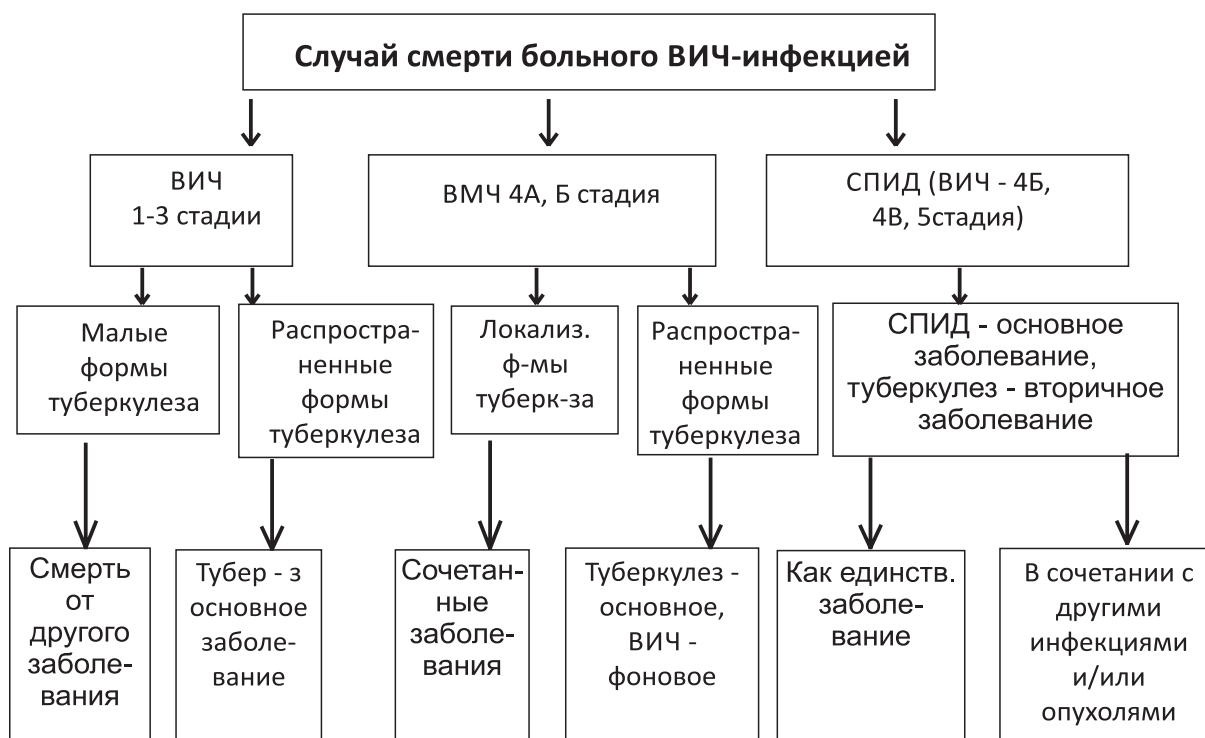 Случай смерти больного ВИЧ-инфекцией
ВИЧ
1-3 стадии
ВМЧ 4А, Б стадия
СПИД (ВИЧ - 4Б,
4В, 5стадия)
Малые
формы
туберкулеза
Распростра-
ненные
формы
туберкулеза
Локализ.
ф-мы
туберк-за
Распростра-
ненные
формы
туберкулеза
СПИД - основное
заболевание,
туберкулез - вторичное
заболевание
Смерть
от
другого
заболе-
вания
Тубер - з
основное
заболе-
вание
Сочетан-
ные
заболе-
вания
Туберкулез -
основное,
ВИЧ -
фоновое
Как единств.
заболе-
вание
В сочетании с
другими
инфекциями
и/или
опухолями